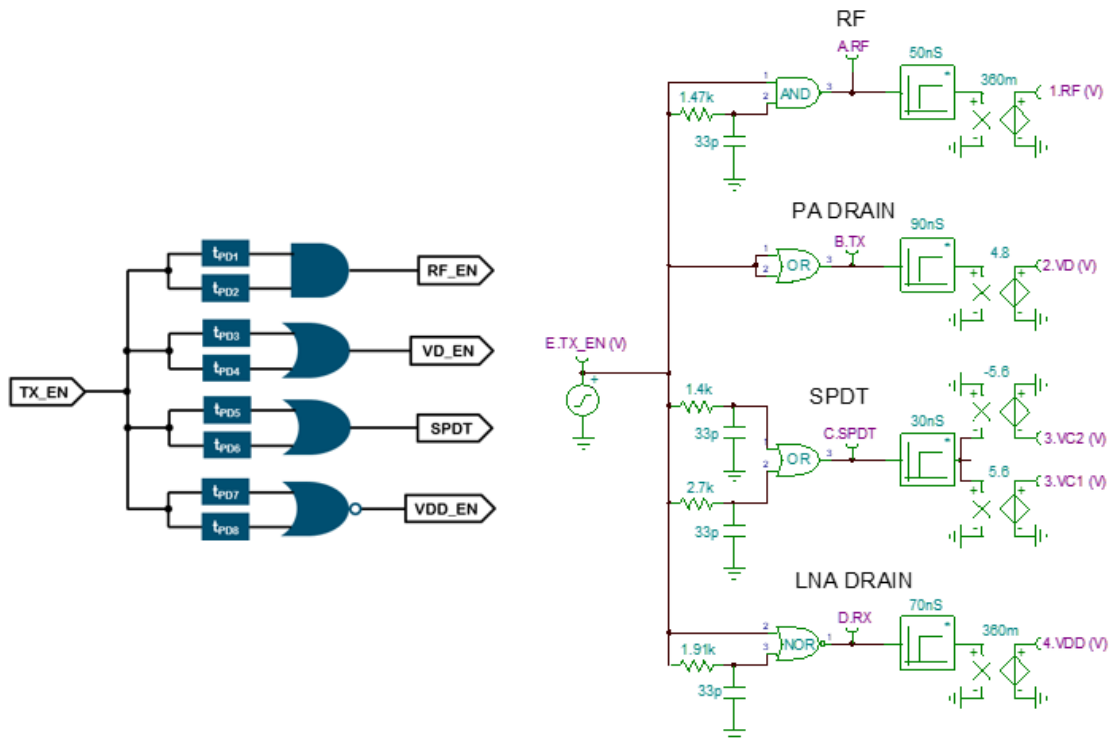 TX_EN
tPD1
tPD2
RF_EN
tPD3
tPD4
VD_EN
tPD5
tPD6
SPDT
tPD7
tPD8
VDD_EN
E.TX_EN (V)
+
RF
A.RF
50nS
*
1
2
AND
3
1.47k
33p
360m
+
-
+
-
1.RF (V)
PA DRAIN
B.TX
90nS
*
1
2
OR
3
4.8
+
-
+
-
2.VD (V)
SPDT
C.SPDT
30nS
*
1.4k
33p
1
2
OR
3
2.7k
33p
-5.6
+
-
+
-
3.VC2 (V)
5.6
+
-
+
-
3.VC1 (V)
LNA DRAIN
D.RX
70nS
*
2
3
NOR
1
1.91k
33p
360m
+
-
+
-
4.VDD (V)